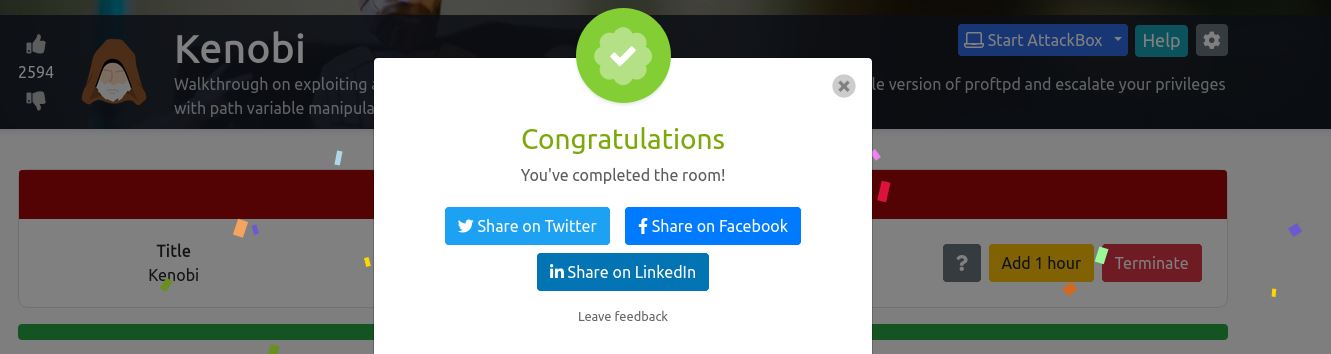 Kenobi
Start AttackBox
Help
2594
Walkthrough on exploiting a
le version of proftpd and escalate your privileges
with path variable manipula
Congratulations
You've completed the room!
Share on Twitter
Share on Facebook
Share on LinkedIn
Leave feedback
Title
Kenobi
?
Add 1 hour
Terminate